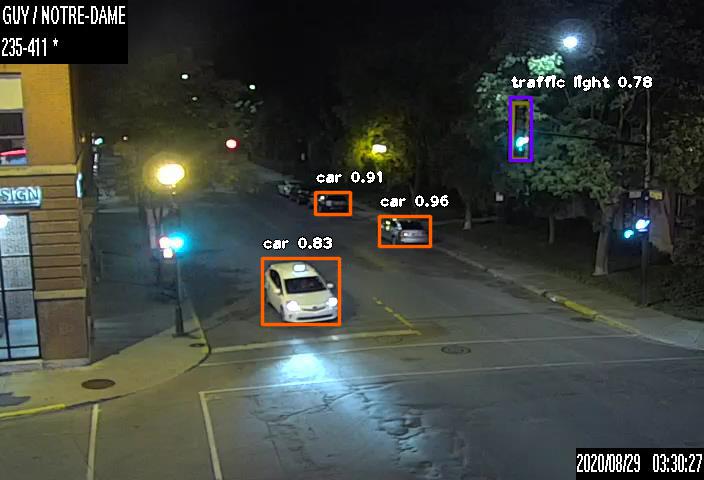 GUY / NOTRE-DAME
235-411 *
traffic light 0.78
car 0.91
SIGN
car 0.96
car 0.83
2020/08/29 03:30:27